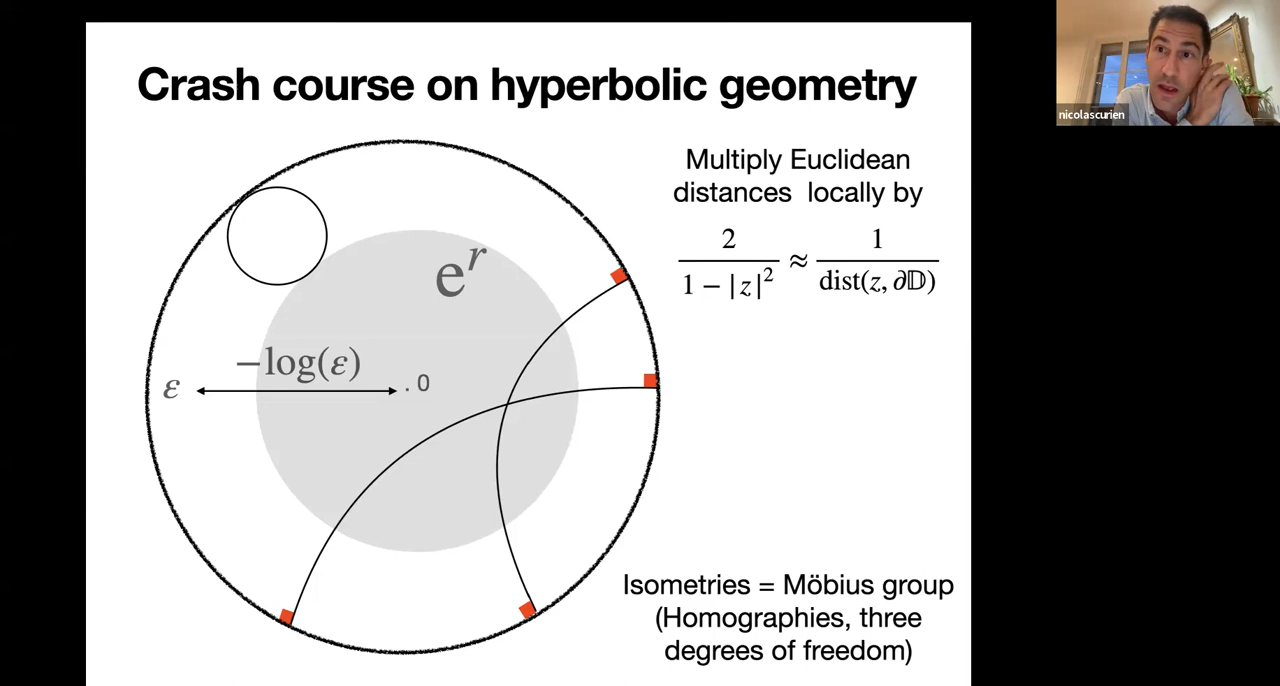 Crash course on hyperbolic geometry
nicolascurien
Multiply Euclidean
distances locally by
2 / (1 − |z|²) ≈ 1 / dist(z, ∂𝔻)
eʳ
−log(ε)
ε
. 0
Isometries = Möbius group
(Homographies, three
degrees of freedom)